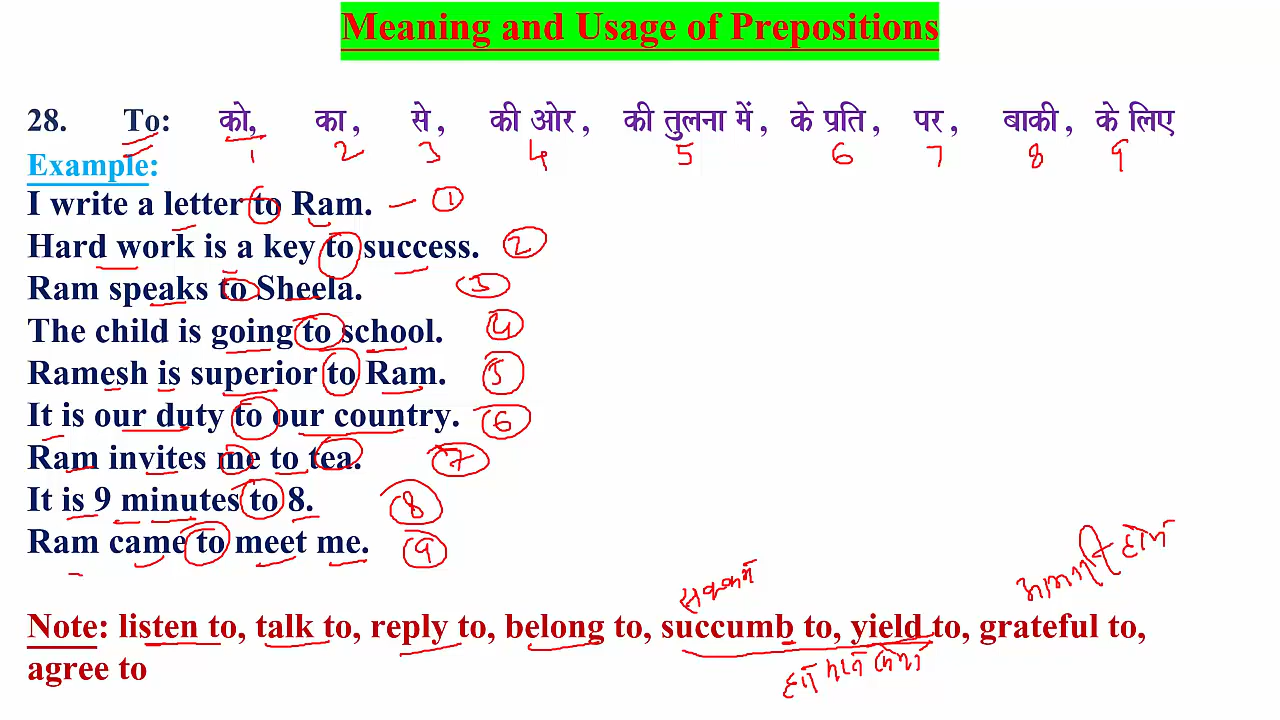 Meaning and Usage of Prepositions
28. To: को, का, से, की ओर, की तुलना में, के प्रति, पर, बाकी, के लिए
1 2 3 4 5 6 7 8 9
Example:
I write a letter to Ram. 1
Hard work is a key to success. 2
Ram speaks to Sheela. 3
The child is going to school. 4
Ramesh is superior to Ram. 5
It is our duty to our country. 6
Ram invites me to tea. 7
It is 9 minutes to 8. 8
Ram came to meet me. 9
Note: listen to, talk to, reply to, belong to, succumb to, yield to, grateful to,
agree to